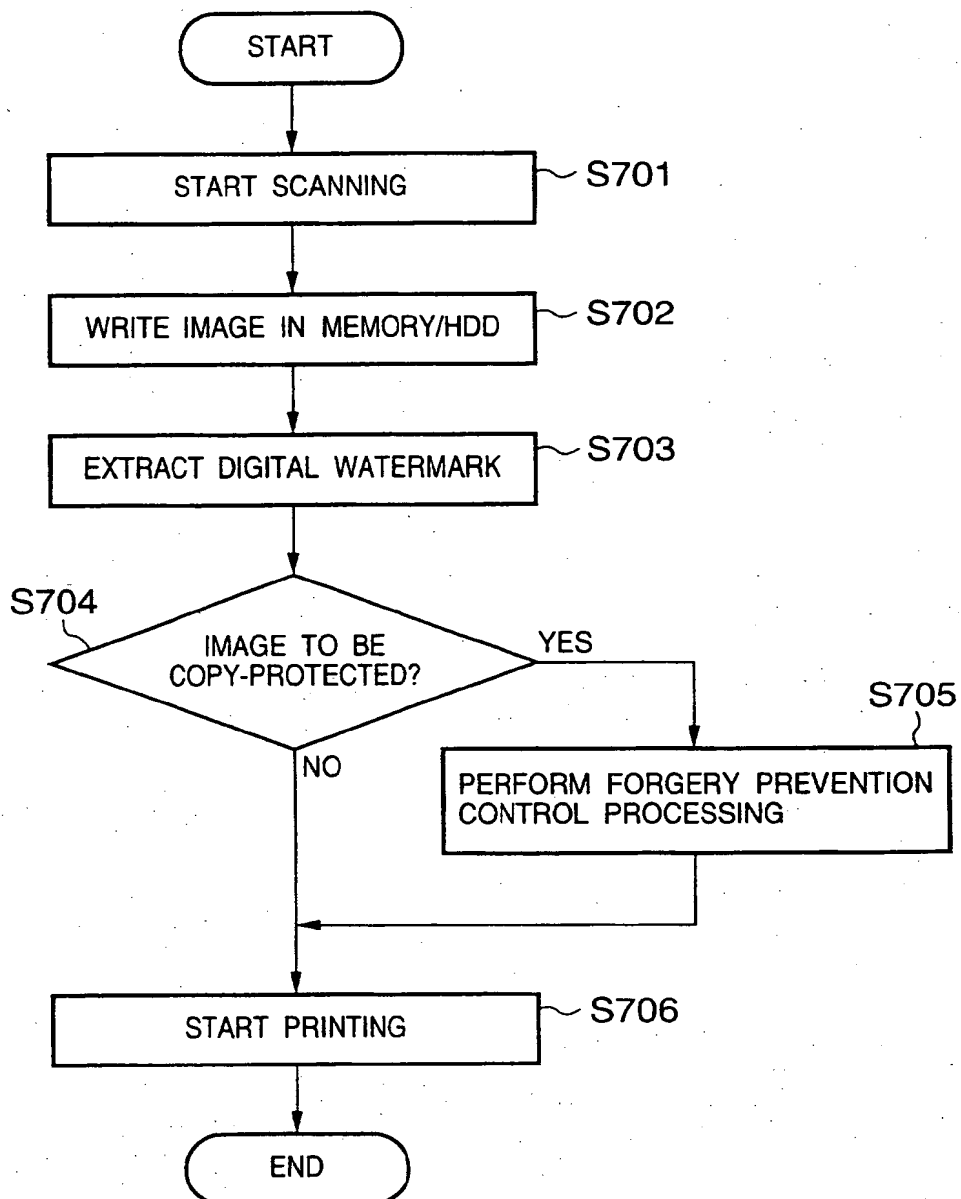 START
START SCANNING
S701
WRITE IMAGE IN MEMORY/HDD
S702
EXTRACT DIGITAL WATERMARK
S703
S704
IMAGE TO BE
COPY-PROTECTED?
YES
NO
S705
PERFORM FORGERY PREVENTION
CONTROL PROCESSING
START PRINTING
S706
END